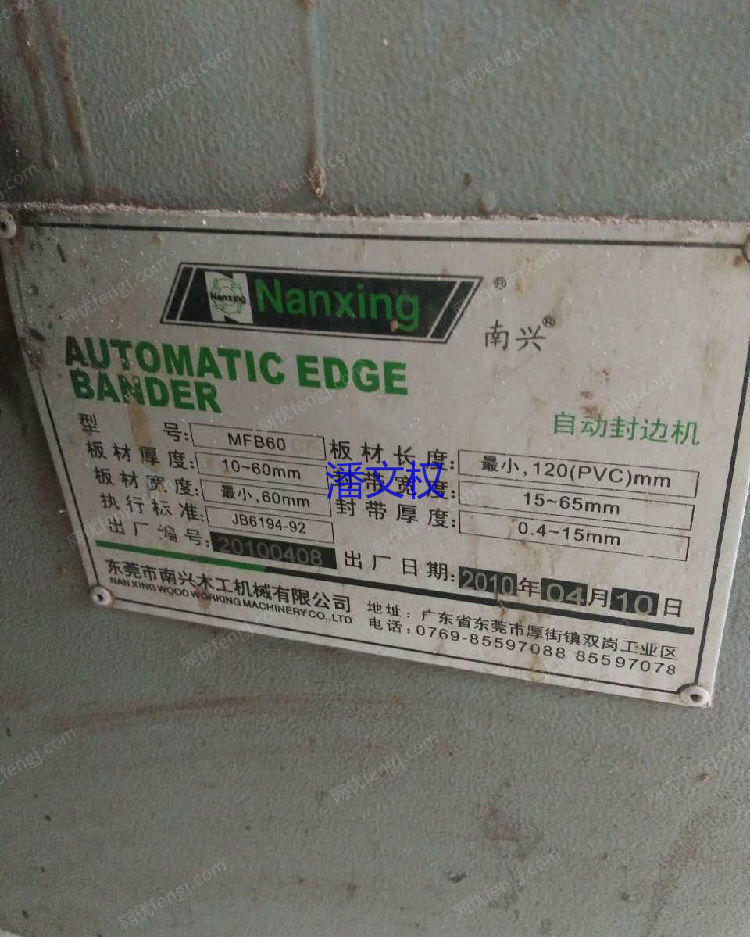 Nanxing
Nanxing
®
南兴®
AUTOMATIC EDGE
BANDER
自动封边机
型 号: MFB60
板材长度: 最小,120(PVC)mm
板材厚度: 10~60mm
封带宽度: 15~65mm
板材宽度: 最小,60mm
封带厚度: 0.4~15mm
执行标准: JB6194-92
出厂编号: 20100408
出厂日期: 2010年04月10日
东莞市南兴木工机械有限公司
NAN XING WOOD WORKING MACHINERY CO., LTD
地址: 广东省东莞市厚街镇双岗工业区
电话: 0769-85597088 85597078
潘文权